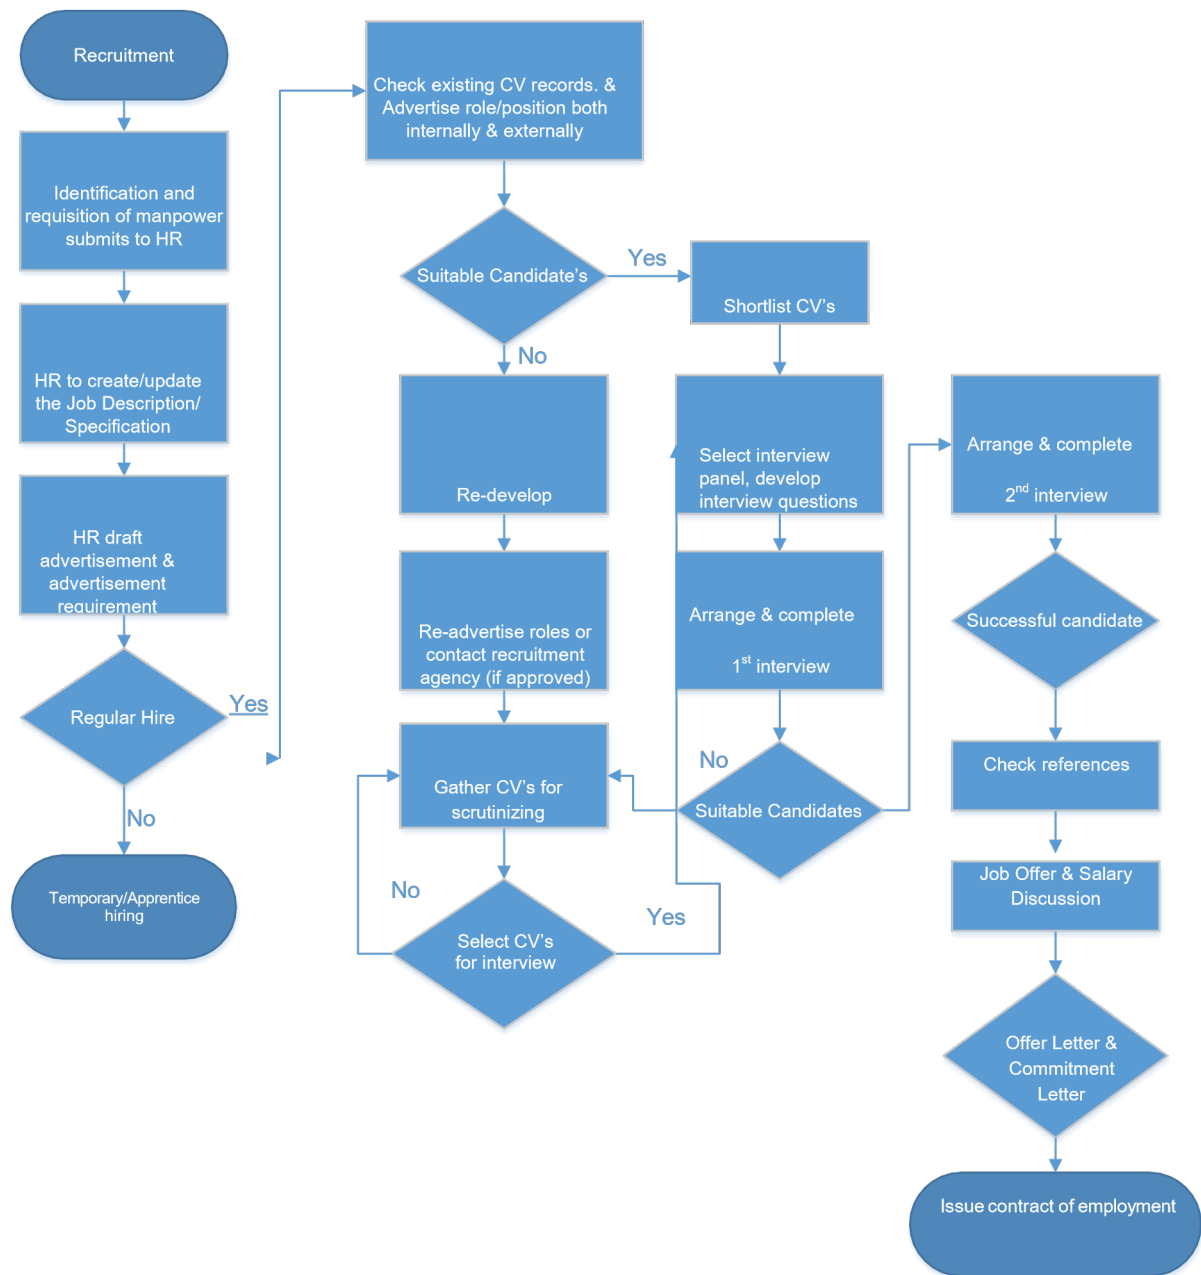 Recruitment
Identification and
requisition of manpower
submits to HR
HR to create/update
the Job Description/
Specification
HR draft
advertisement &
advertisement
requirement
Regular Hire
Yes
No
Temporary/Apprentice
hiring
Check existing CV records. &
Advertise role/position both
internally & externally
Suitable Candidate's
Yes
No
Shortlist CV's
Re-develop
Re-advertise roles or
contact recruitment
agency (if approved)
Gather CV's for
scrutinizing
No
Select CV's
for interview
Yes
Select interview
panel, develop
interview questions
Arrange & complete
1st interview
No
Suitable Candidates
Arrange & complete
2nd interview
Successful candidate
Check references
Job Offer & Salary
Discussion
Offer Letter &
Commitment
Letter
Issue contract of employment